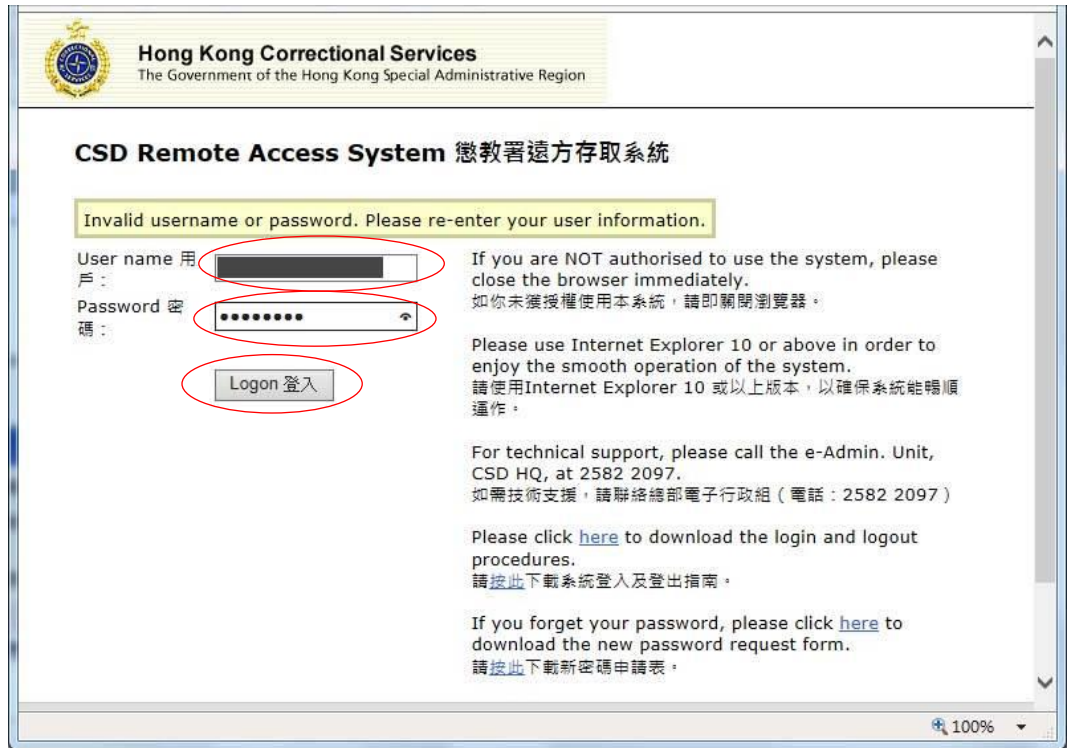 Hong Kong Correctional Services
The Government of the Hong Kong Special Administrative Region
CSD Remote Access System 懲教署遠方存取系統
Invalid username or password. Please re-enter your user information.
User name 用
戶：
Password 密
碼：
Logon 登入
If you are NOT authorised to use the system, please
close the browser immediately.
如你未獲授權使用本系統，請即關閉瀏覽器。
Please use Internet Explorer 10 or above in order to
enjoy the smooth operation of the system.
請使用Internet Explorer 10 或以上版本，以確保系統能暢順
運作。
For technical support, please call the e-Admin. Unit,
CSD HQ, at 2582 2097.
如需技術支援，請聯絡總部電子行政組（電話：2582 2097）
Please click here to download the login and logout
procedures.
請按此下載系統登入及登出指南。
If you forget your password, please click here to
download the new password request form.
請按此下載新密碼申請表。
100%